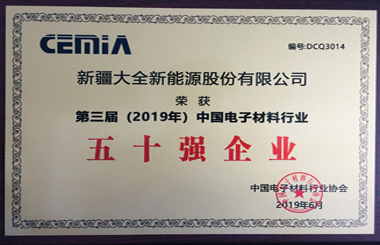 CEMIA
编号:DCQ3014
新疆大全新能源股份有限公司
荣 获
第三届（2019年）中国电子材料行业
五十强企业
中国电子材料行业协会
2019年6月